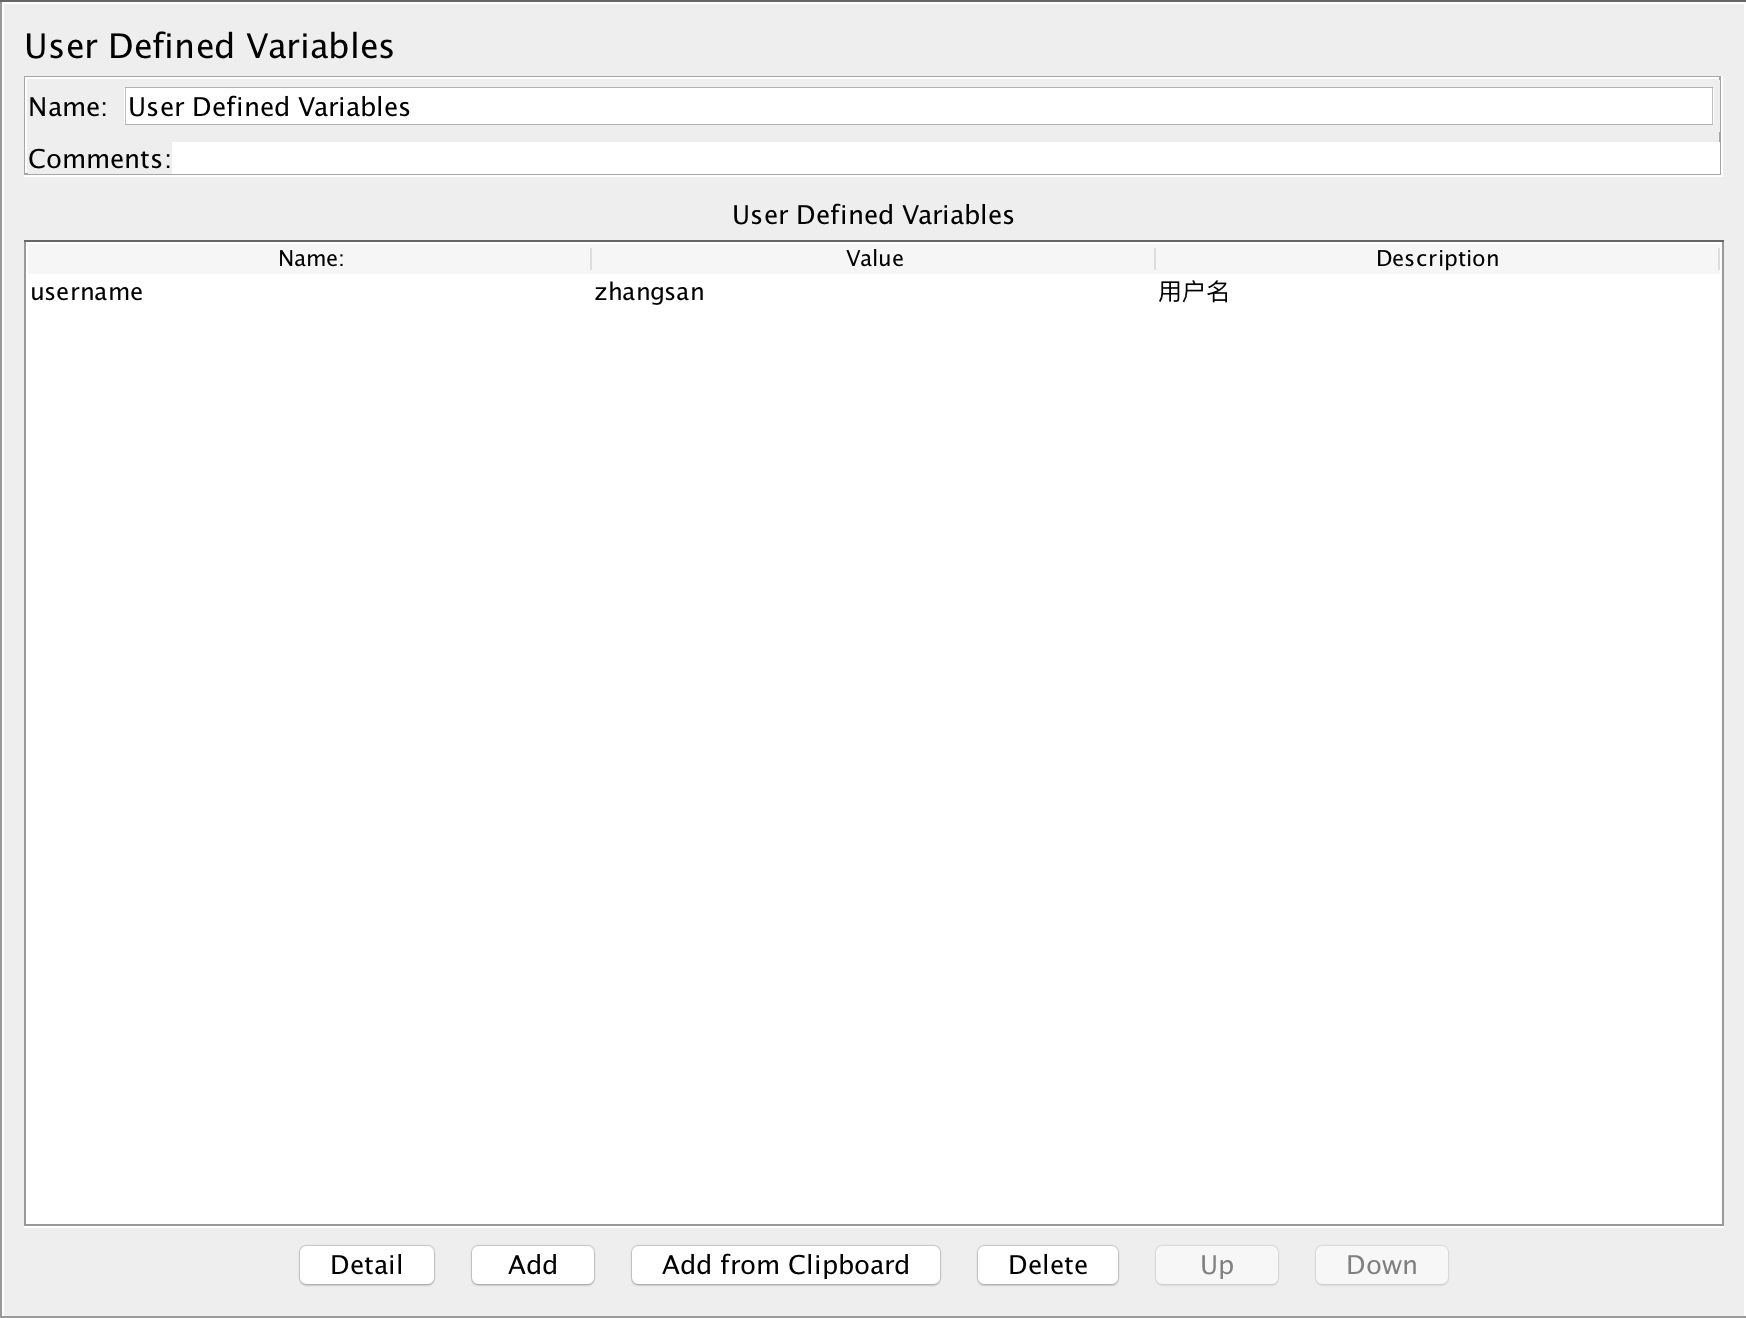 User Defined Variables
Name: User Defined Variables
Comments:
User Defined Variables
Name: Value Description
username zhangsan 用户名
Detail Add Add from Clipboard Delete Up Down